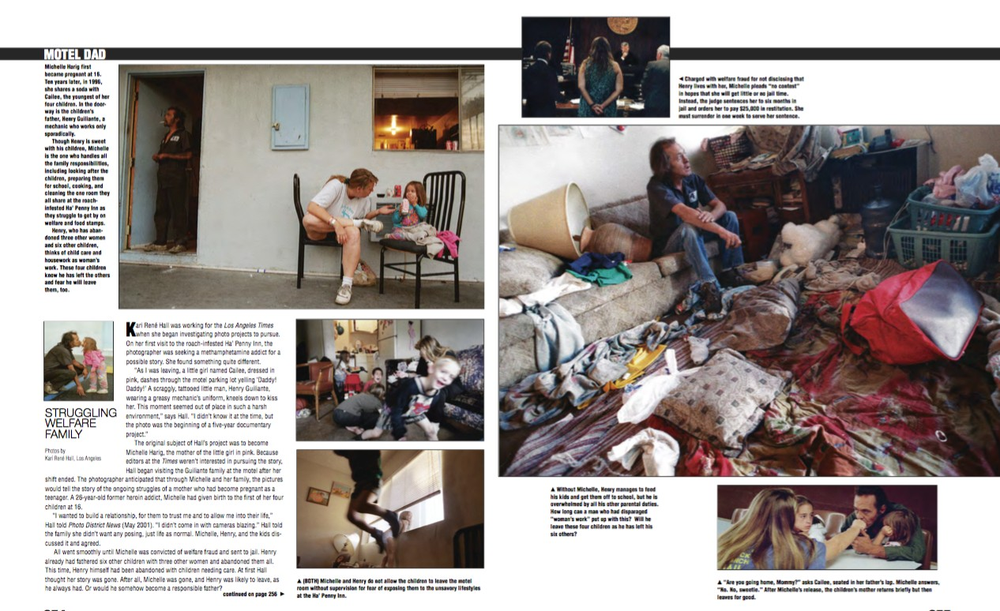 MOTEL DAD
Michelle Harig first
became pregnant at 16.
Ten years later, in 1996,
she shares a soda with
Cailee, the youngest of her
four children. In the door-
way is the children's
father, Henry Guillante, a
mechanic who works only
sporadically.
Though Henry is sweet
with his children, Michelle
is the one who handles all
the family responsibilities,
including looking after the
children, preparing them
for school, cooking, and
cleaning the one room they
all share at the roach-
infested Ha' Penny Inn as
they struggle to get by on
welfare and food stamps.
Henry, who has aban-
doned three other women
and six other children,
thinks of child care and
housework as woman's
work. These four children
know he has left the others
and fear he will leave
them, too.
STRUGGLING
WELFARE
FAMILY
Photos by
Kari René Hall, Los Angeles
Kari René Hall was working for the Los Angeles Times
when she began investigating photo projects to pursue.
On her first visit to the roach-infested Ha' Penny Inn, the
photographer was seeking a methamphetamine addict for a
possible story. She found something quite different.
"As I was leaving, a little girl named Cailee, dressed in
pink, dashes through the motel parking lot yelling 'Daddy!
Daddy!' A scraggly, tattooed little man, Henry Guillante,
wearing a greasy mechanic's uniform, kneels down to kiss
her. This moment seemed out of place in such a harsh
environment," says Hall. "I didn't know it at the time, but
the photo was the beginning of a five-year documentary
project."
The original subject of Hall's project was to become
Michelle Harig, the mother of the little girl in pink. Because
editors at the Times weren't interested in pursuing the story,
Hall began visiting the Guillante family at the motel after her
shift ended. The photographer anticipated that through Michelle and her family, the pictures
would tell the story of the ongoing struggles of a mother who had become pregnant as a
teenager. A 26-year-old former heroin addict, Michelle had given birth to the first of her four
children at 16.
"I wanted to build a relationship, for them to trust me and to allow me into their life,"
Hall told Photo District News (May 2001). "I didn't come in with cameras blazing." Hall told
the family she didn't want any posing, just life as normal. Michelle, Henry, and the kids dis-
cussed it and agreed.
All went smoothly until Michelle was convicted of welfare fraud and sent to jail. Henry
already had fathered six other children with three other women and abandoned them all.
This time, Henry himself had been abandoned with children needing care. At first Hall
thought her story was gone. After all, Michelle was gone, and Henry was likely to leave, as
he always had. Or would he somehow become a responsible father?
continued on page 256 ▶
▲ (BOTH) Michelle and Henry do not allow the children to leave the motel
room without supervision for fear of exposing them to the unsavory lifestyles
at the Ha' Penny Inn.
◀ Charged with welfare fraud for not disclosing that
Henry lives with her, Michelle pleads "no contest"
in hopes that she will get little or no jail time.
Instead, the judge sentences her to six months in
jail and orders her to pay $25,000 in restitution. She
must surrender in one week to serve her sentence.
▲ Without Michelle, Henry manages to feed
his kids and get them off to school, but he is
overwhelmed by all his other parental duties.
How long can a man who had disparaged
"woman's work" put up with this? Will he
leave these four children as he has left his
six others?
▲ "Are you going home, Mommy?" asks Cailee, seated in her father's lap. Michelle answers,
"No. No, sweetie." After Michelle's release, the children's mother returns briefly but then
leaves for good.